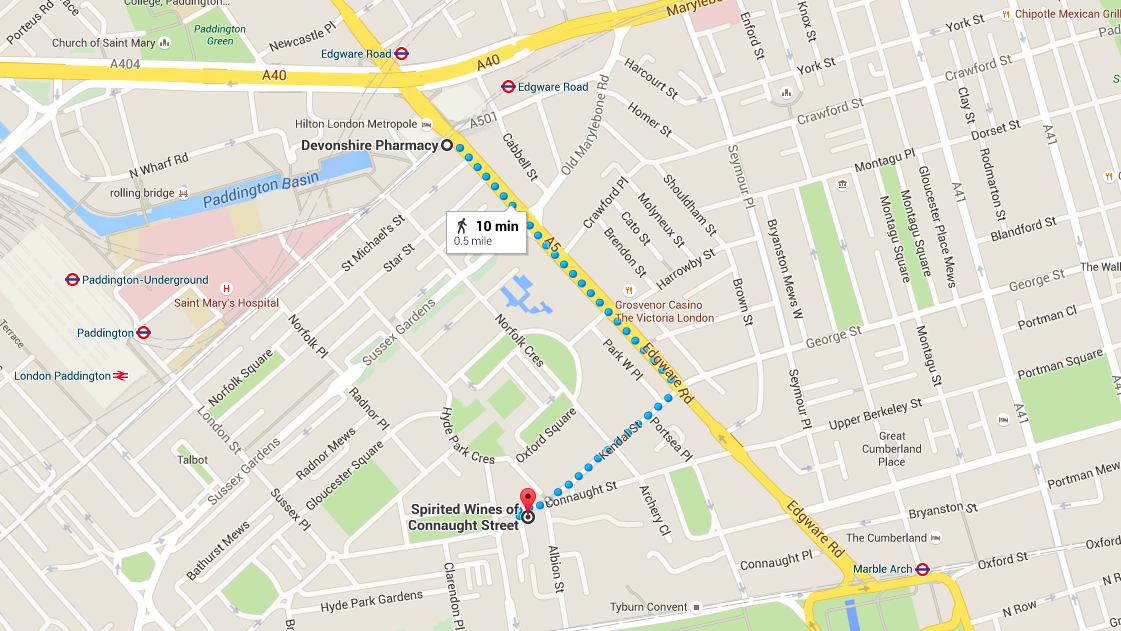 College, Paddington...
Porteus Rd
Place
Church of Saint Mary
Paddington
Green
Newcastle Pl
Edgware Road
A404
A40
A40
Marylebo
Edgware Road
Enford St
Knox St
York St
York St
Chipotle Mexican Grill
Crawford St
Crawford St
Harcourt St
Homer St
Old Marylebone Rd
Hilton London Metropole
A501
Devonshire Pharmacy
Cabbell St
Clay St
Dorset St
A41
Montagu Pl
Rodmarton St
N Wharf Rd
rolling bridge
Paddington Basin
Seymour Pl
Crawford Pl
Shouldham St
Molyneux St
Cato St
Brendon St
Harrowby St
Gloucester Place Mews
A41
Montagu Square
Montagu Square
Blandford St
Bryanston Mews W
10 min
0.5 mile
A5
St Michael's St
Star St
Paddington-Underground
Saint Mary's Hospital
Paddington
London Paddington
Terrace
Grosvenor Casino
The Victoria London
Brown St
George St
The Wall
Portman Cl
George St
Norfolk Pl
Norfolk Square
Sussex Gardens
Norfolk Cres
Park W Pl
Edgware Rd
Montagu St
Portman Square
Seymour Pl
Upper Berkeley St
A41
London St
Radnor Pl
Hyde Park Cres
Oxford Square
Kendal St
Portsea Pl
Great
Cumberland
Place
Talbot
Radnor Mews
Gloucester Square
Sussex Gardens
Sussex Pl
Portman Mew
Spirited Wines of
Connaught Street
Connaught St
Archery Cl
Edgware Rd
Bryanston St
The Cumberland
Bathurst Mews
Albion St
Connaught Pl
Marble Arch
Oxford St
Oxford
Clarendon Pl
Hyde Park Gardens
Tyburn Convent
N Row
N R
Br